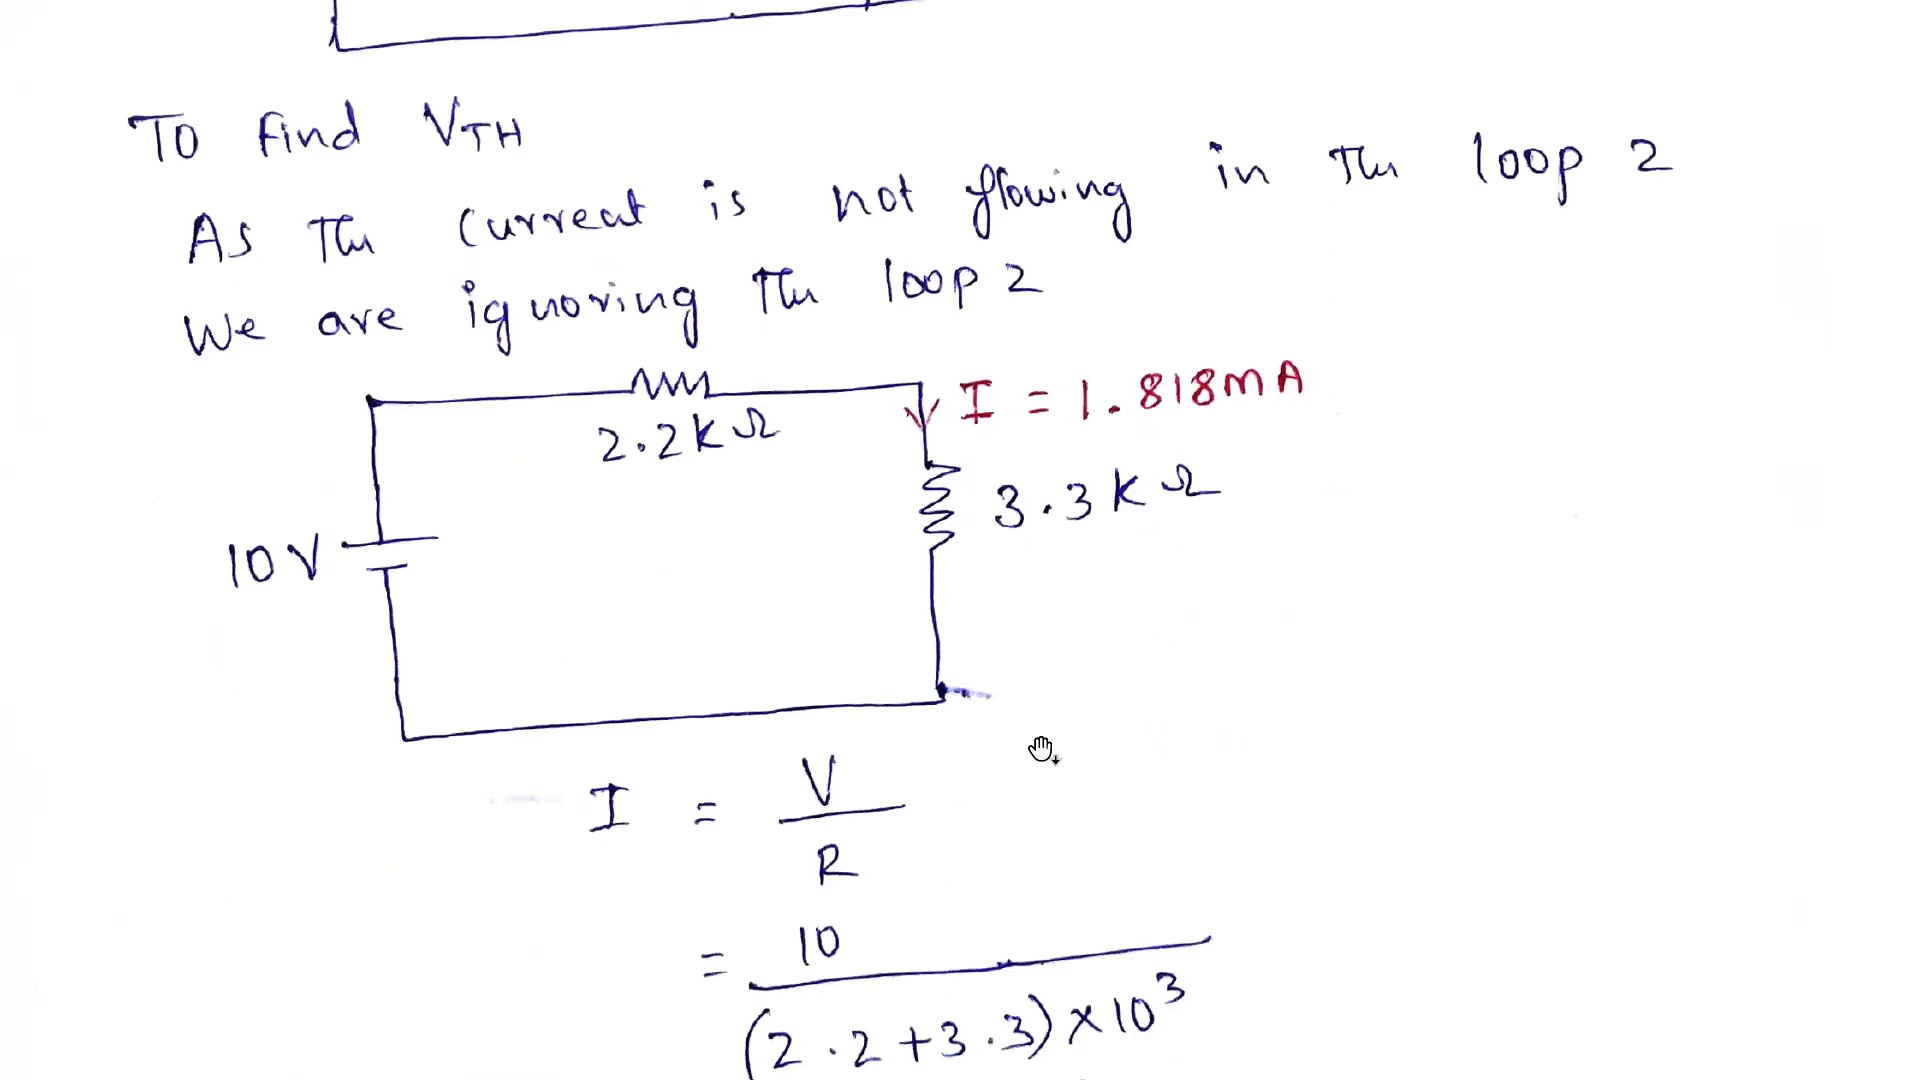 To find VTH
As the current is not flowing in the loop 2
We are ignoring the loop 2
I = 1.818mA
2.2kΩ
3.3kΩ
10V
I = V
R
= 10
(2.2+3.3)×10³